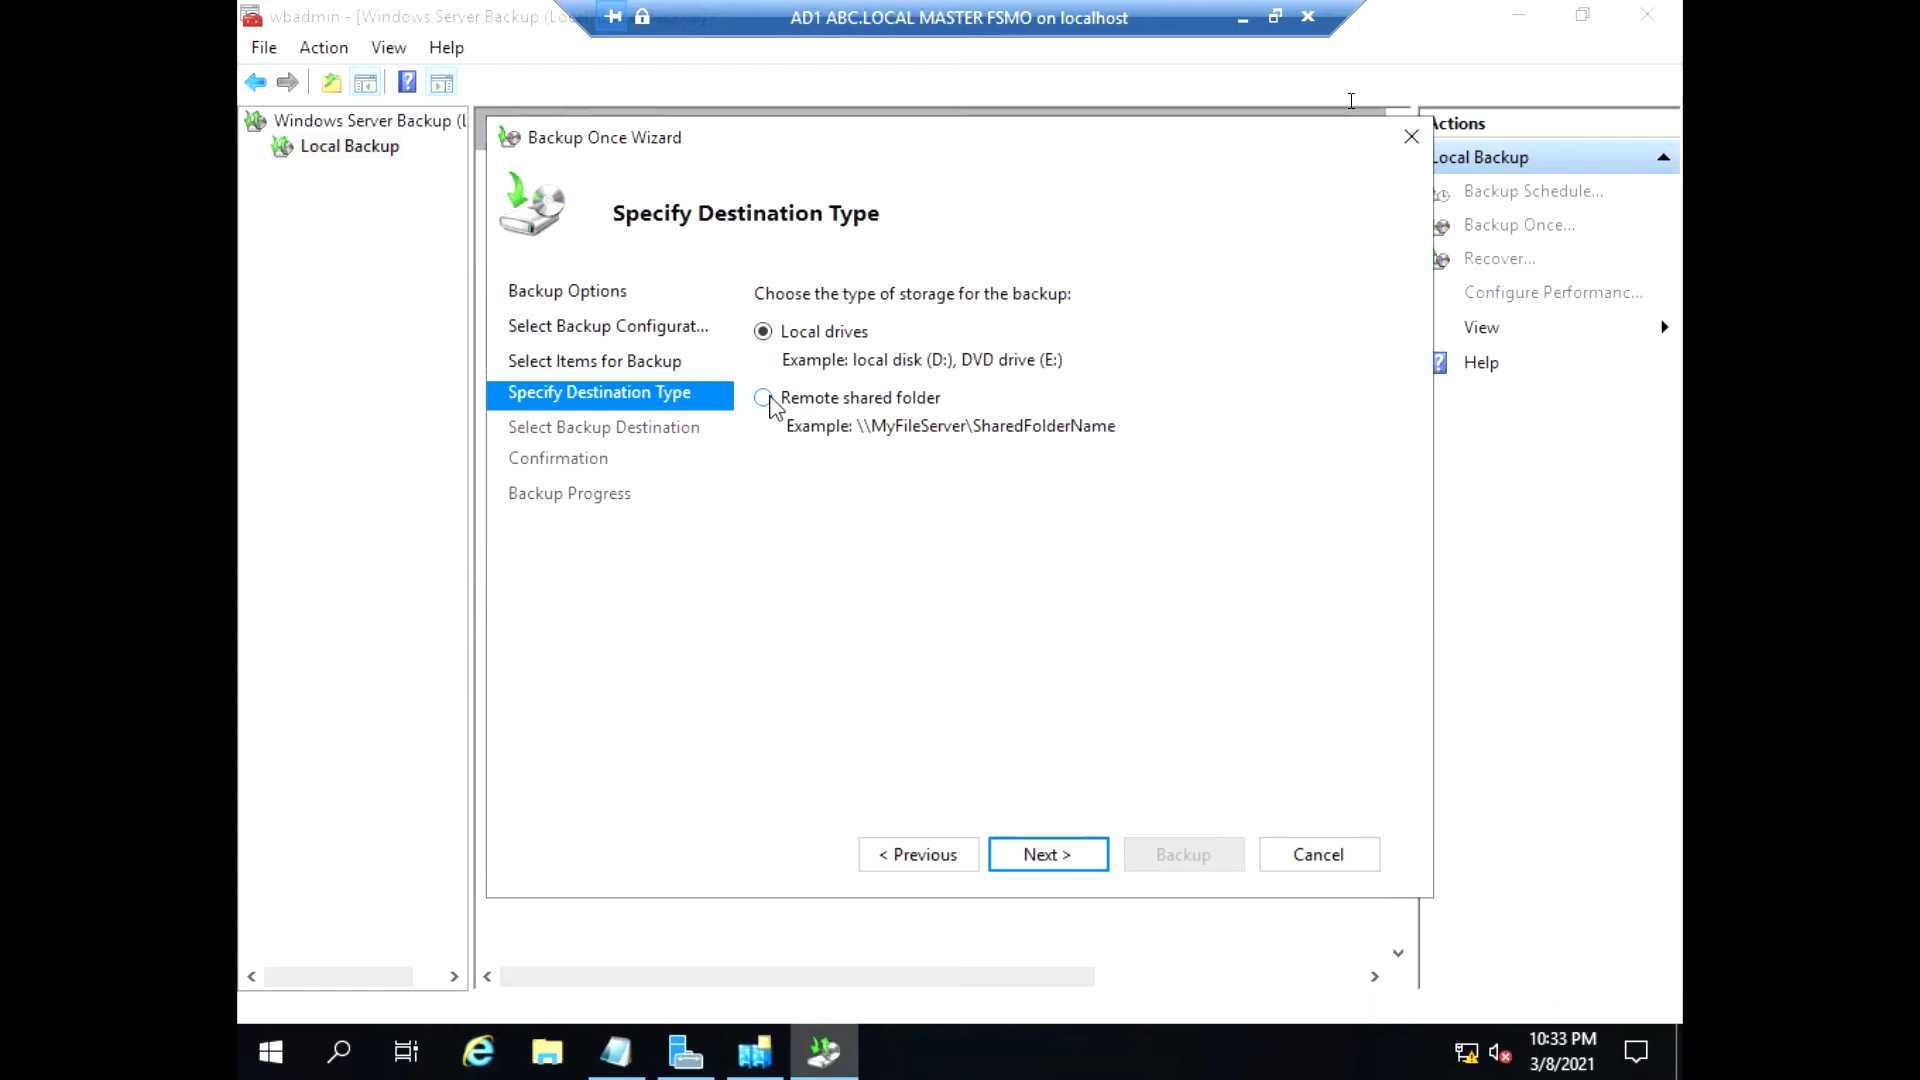 wbadmin - [Windows Server Backup (Local)
AD1 ABC.LOCAL MASTER FSMO on localhost
File Action View Help
Windows Server Backup (L
Local Backup
Backup Once Wizard
Specify Destination Type
Backup Options
Select Backup Configurat...
Select Items for Backup
Specify Destination Type
Select Backup Destination
Confirmation
Backup Progress
Choose the type of storage for the backup:
Local drives
Example: local disk (D:), DVD drive (E:)
Remote shared folder
Example: \\MyFileServer\SharedFolderName
< Previous
Next >
Backup
Cancel
Actions
Local Backup
Backup Schedule...
Backup Once...
Recover...
Configure Performanc...
View
Help
10:33 PM
3/8/2021